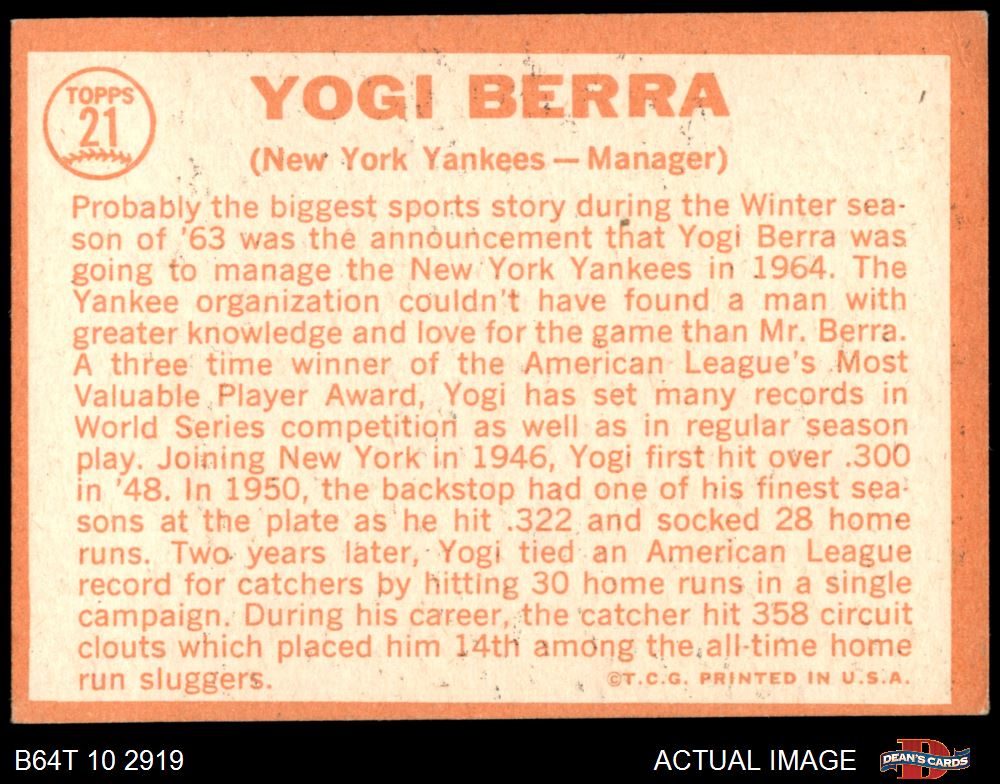 TOPPS
21
YOGI BERRA
(New York Yankees — Manager)
Probably the biggest sports story during the Winter sea-
son of '63 was the announcement that Yogi Berra was
going to manage the New York Yankees in 1964. The
Yankee organization couldn't have found a man with
greater knowledge and love for the game than Mr. Berra.
A three time winner of the American League's Most
Valuable Player Award, Yogi has set many records in
World Series competition as well as in regular season
play. Joining New York in 1946, Yogi first hit over .300
in '48. In 1950, the backstop had one of his finest sea-
sons at the plate as he hit .322 and socked 28 home
runs. Two years later, Yogi tied an American League
record for catchers by hitting 30 home runs in a single
campaign. During his career, the catcher hit 358 circuit
clouts which placed him 14th among the all-time home
run sluggers.
©T.C.G. PRINTED IN U.S.A.
B64T 10 2919
ACTUAL IMAGE
DEAN'S CARDS